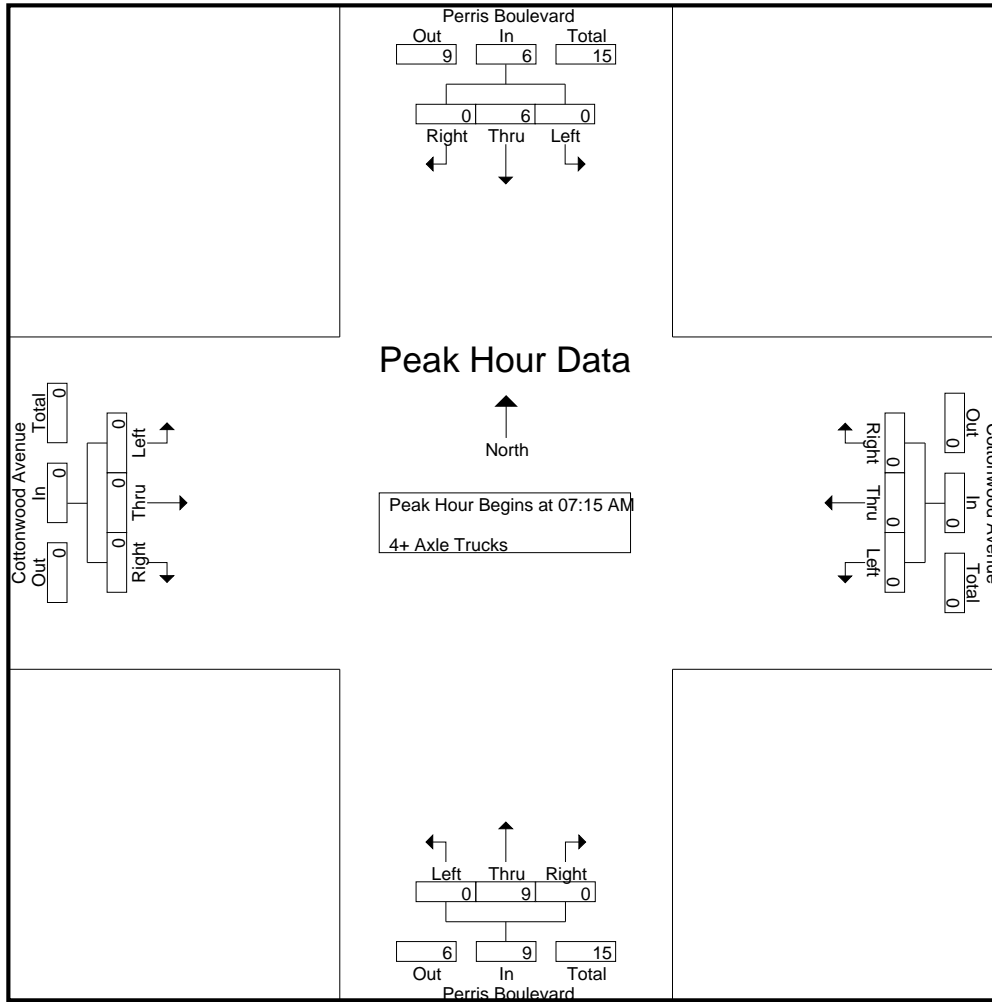 Perris Boulevard
Out In Total
9 6 15
0 6 0
Right Thru Left
Peak Hour Data
North
Peak Hour Begins at 07:15 AM
4+ Axle Trucks
Cottonwood Avenue
Total In Out
0 0 0
0 0 0
Left Thru Right
Cottonwood Avenue
Out In Total
0 0 0
0 0 0
Right Thru Left
Left Thru Right
0 9 0
6 9 15
Out In Total
Perris Boulevard